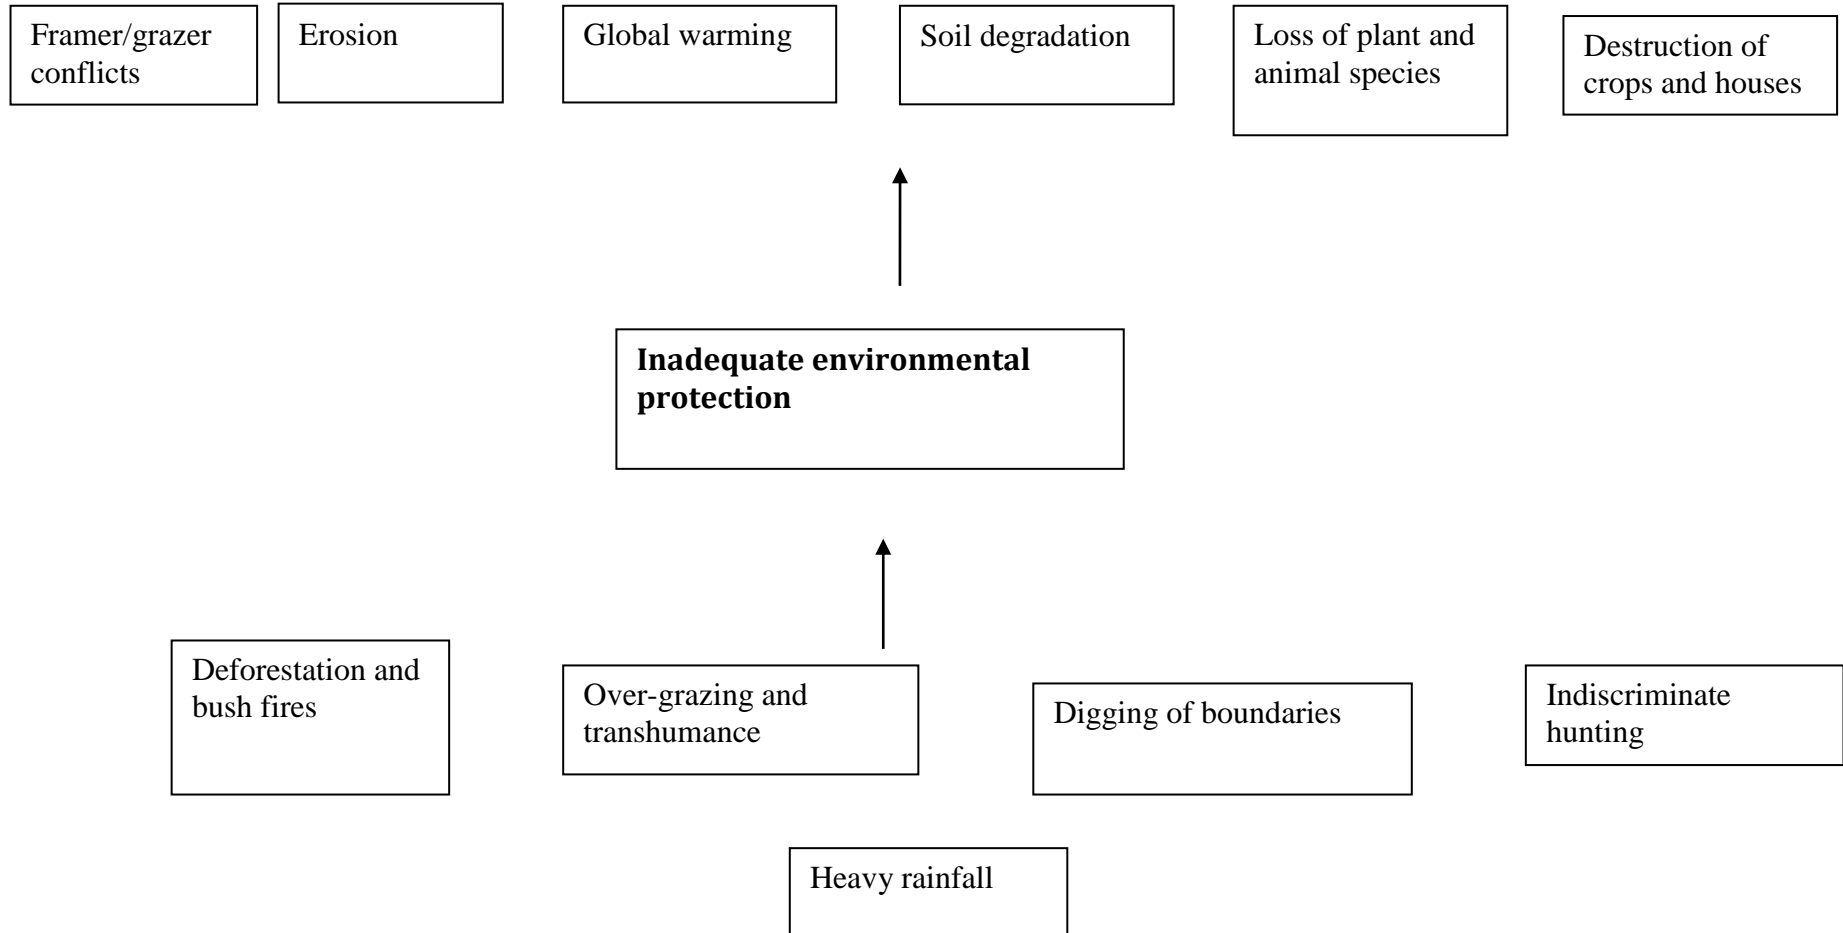 Framer/grazer
conflicts
Erosion
Global warming
Soil degradation
Loss of plant and
animal species
Destruction of
crops and houses
Inadequate environmental
protection
Deforestation and
bush fires
Over-grazing and
transhumance
Digging of boundaries
Indiscriminate
hunting
Heavy rainfall